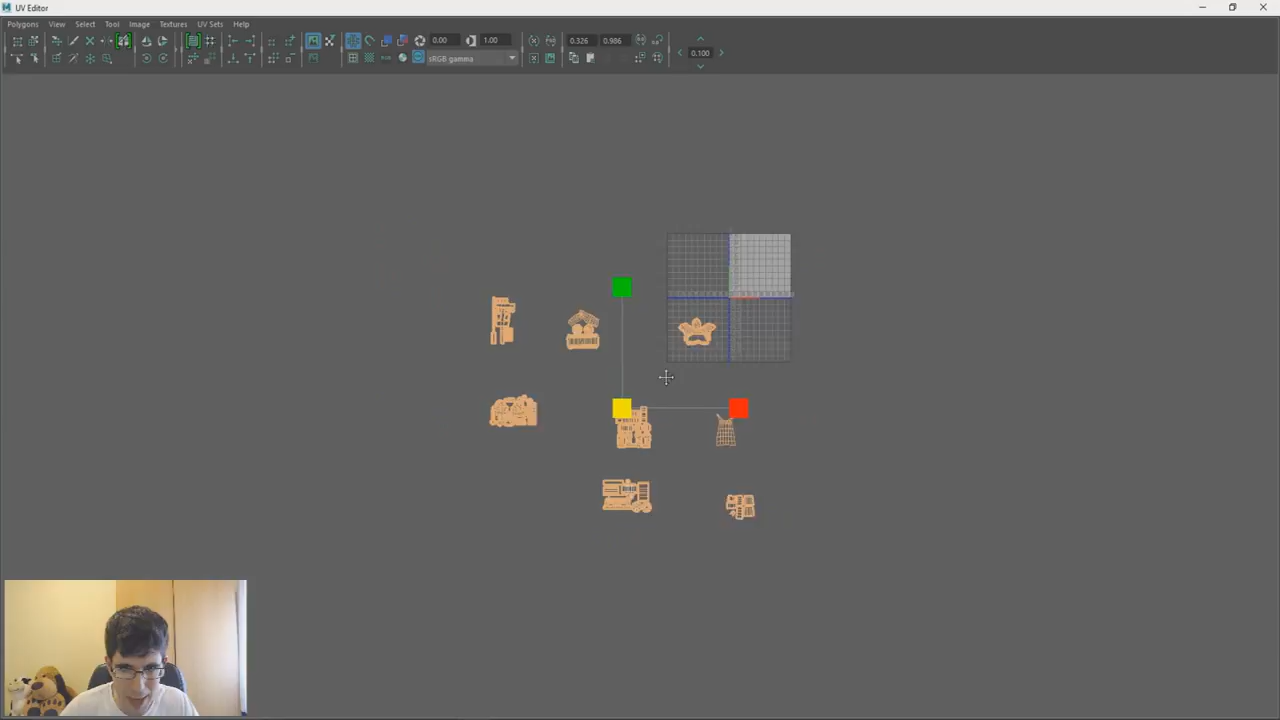 UV Editor
Polygons View Select Tool Image Textures UV Sets Help
0.00 1.00 0.326 0.986
sRGB gamma 0.100